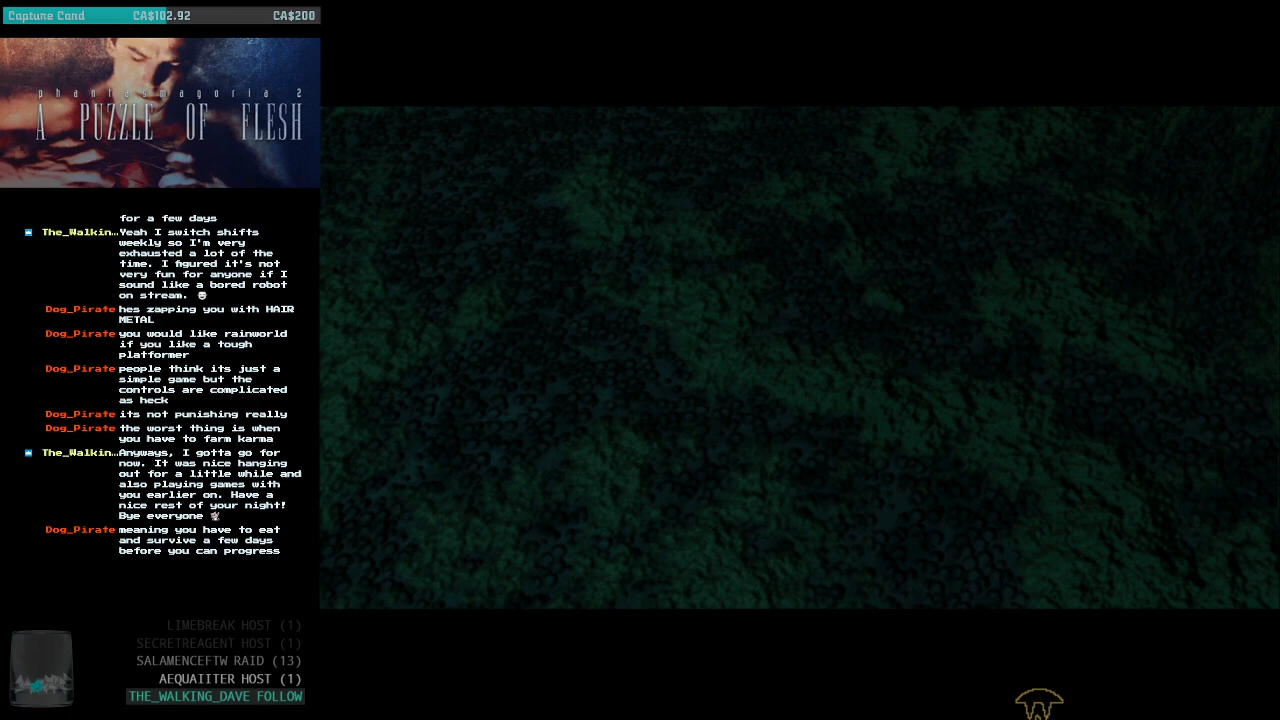 Capture Card CA$102.92 CA$200
phantasmagoria 2
A PUZZLE OF FLESH
for a few days
The_Walkin… Yeah I switch shifts
weekly so I'm very
exhausted a lot of the
time. I figured it's not
very fun for anyone if I
sound like a bored robot
on stream.
Dog_Pirate hes zapping you with HAIR
METAL
Dog_Pirate you would like rainworld
if you like a tough
platformer
Dog_Pirate people think its just a
simple game but the
controls are complicated
as heck
Dog_Pirate its not punishing really
Dog_Pirate the worst thing is when
you have to farm karma
The_Walkin… Anyways, I gotta go for
now. It was nice hanging
out for a little while and
also playing games with
you earlier on. Have a
nice rest of your night!
Bye everyone
Dog_Pirate meaning you have to eat
and survive a few days
before you can progress
LIMEBREAK HOST (1)
SECRETREAGENT HOST (1)
SALAMENCEFTW RAID (13)
AEQUAIITER HOST (1)
THE_WALKING_DAVE FOLLOW